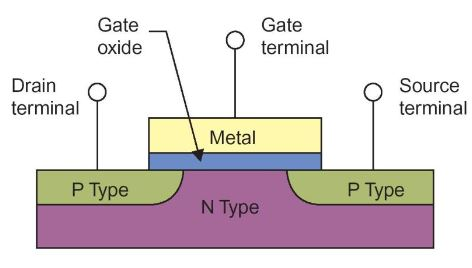 Gate
oxide
Gate
terminal
Drain
terminal
Source
terminal
Metal
P Type
N Type
P Type